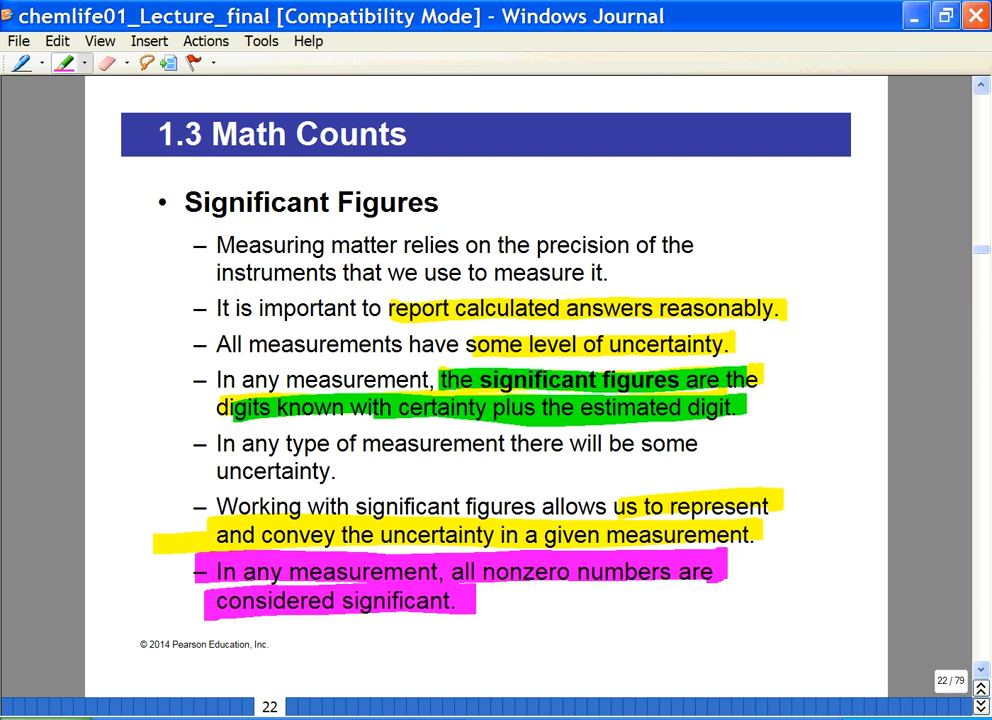 chemlife01_Lecture_final [Compatibility Mode] - Windows Journal
File Edit View Insert Actions Tools Help
1.3 Math Counts
• Significant Figures
– Measuring matter relies on the precision of the
instruments that we use to measure it.
– It is important to report calculated answers reasonably.
– All measurements have some level of uncertainty.
– In any measurement, the significant figures are the
digits known with certainty plus the estimated digit.
– In any type of measurement there will be some
uncertainty.
– Working with significant figures allows us to represent
and convey the uncertainty in a given measurement.
– In any measurement, all nonzero numbers are
considered significant.
© 2014 Pearson Education, Inc.
22 / 79
22